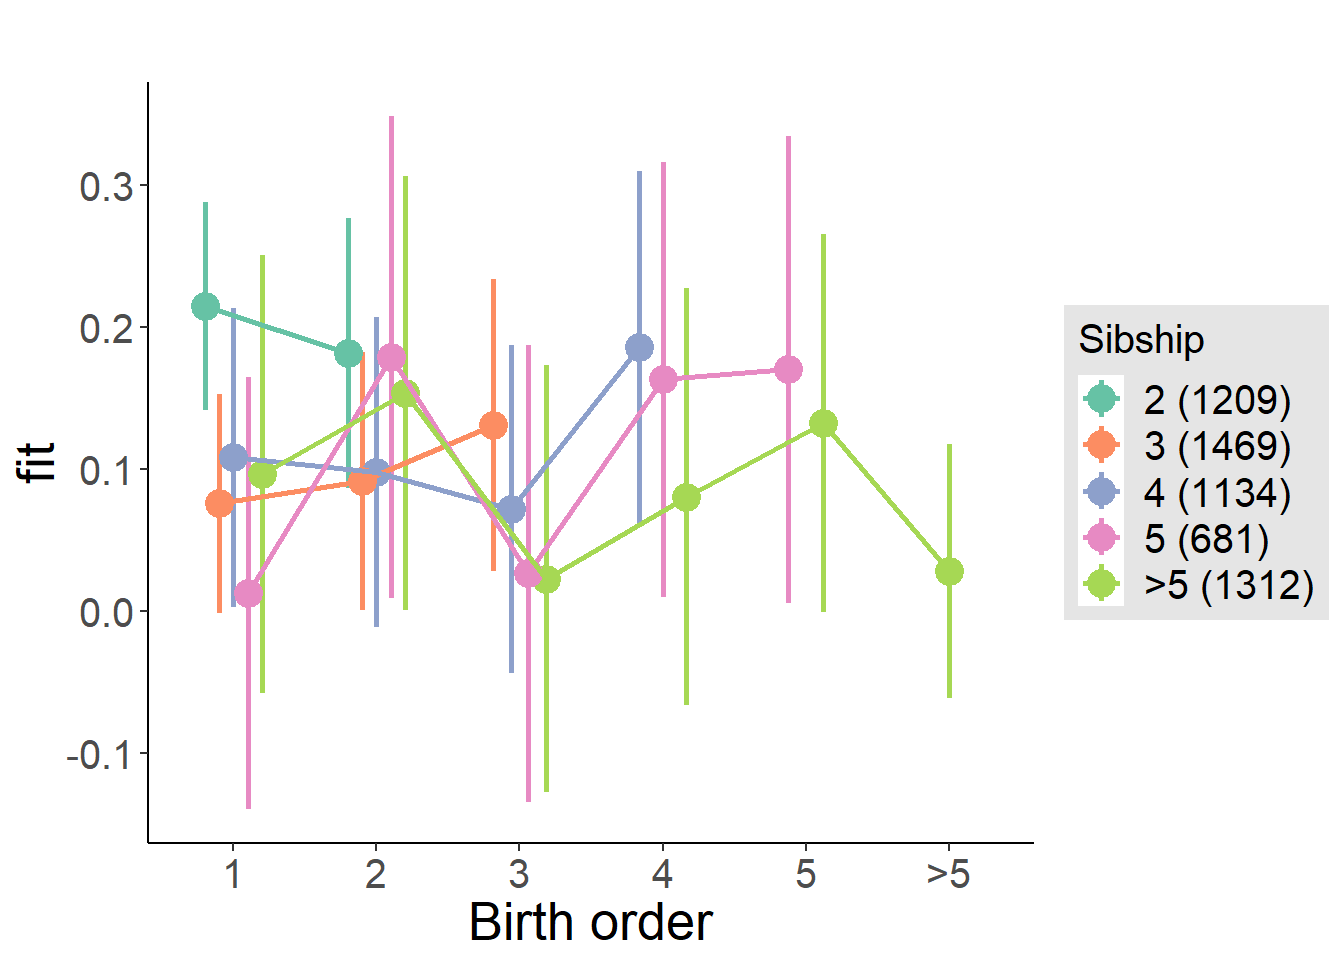 0.3
0.2
0.1
0.0
-0.1
fit
1 2 3 4 5 >5
Birth order
Sibship
2 (1209)
3 (1469)
4 (1134)
5 (681)
>5 (1312)